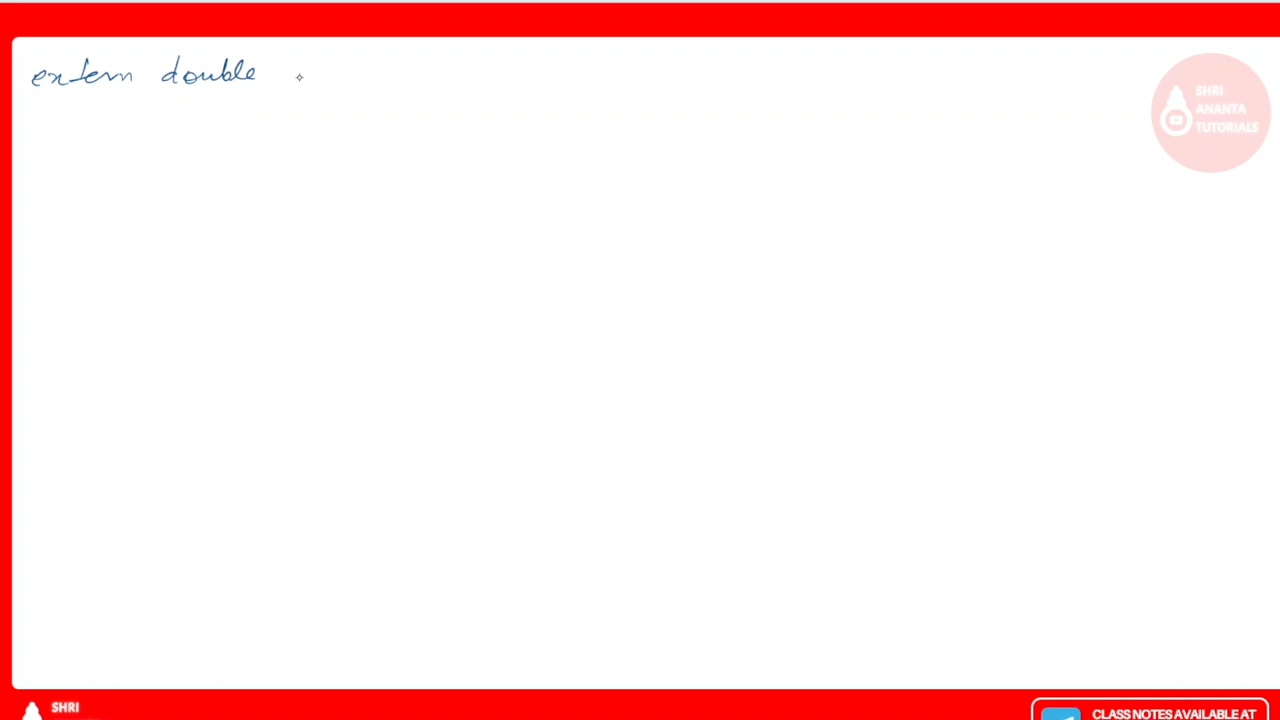 extern double
SHRI
ANANTA
TUTORIALS
SHRI
CLASS NOTES AVAILABLE AT